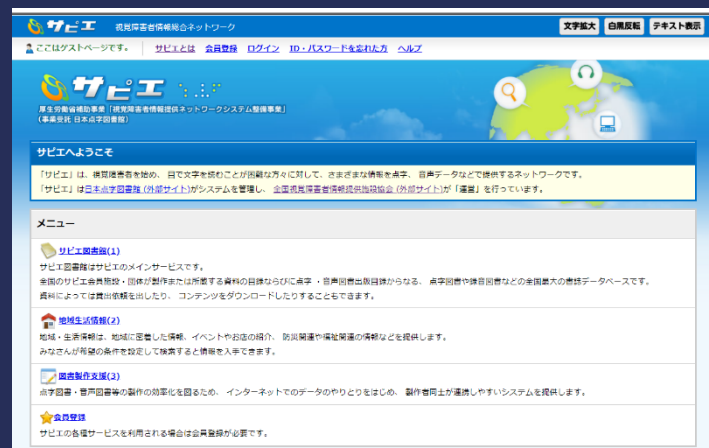 サピエ 視覚障害者情報総合ネットワーク 文字拡大 白黒反転 テキスト表示
ここはゲストページです。 サピエとは 会員登録 ログイン ID・パスワードを忘れた方 ヘルプ
サピエ ⠱⠡⠋
厚生労働省補助事業「視覚障害者情報提供ネットワークシステム整備事業」
(事業受託 日本点字図書館)
サピエへようこそ
「サピエ」は、視覚障害者を始め、目で文字を読むことが困難な方々に対して、さまざまな情報を点字、音声データなどで提供するネットワークです。
「サピエ」は日本点字図書館 (外部サイト)がシステムを管理し、全国視覚障害者情報提供施設協会 (外部サイト)が「運営」を行っています。
メニュー
サピエ図書館(1)
サピエ図書館はサピエのメインサービスです。
全国のサピエ会員施設・団体が製作または所蔵する資料の目録ならびに点字・音声図書出版目録からなる、点字図書や録音図書などの全国最大の書誌データベースです。
資料によっては貸出依頼を出したり、コンテンツをダウンロードしたりすることもできます。
地域生活情報(2)
地域・生活情報は、地域に密着した情報、イベントやお店の紹介、防災関連や福祉関連の情報などを提供します。
みなさんが希望の条件を設定して検索すると情報を入手できます。
図書製作支援(3)
点字図書・音声図書等の製作の効率化を図るため、インターネットでのデータのやりとりをはじめ、製作者同士が連携しやすいシステムを提供します。
会員登録
サピエの各種サービスを利用される場合は会員登録が必要です。